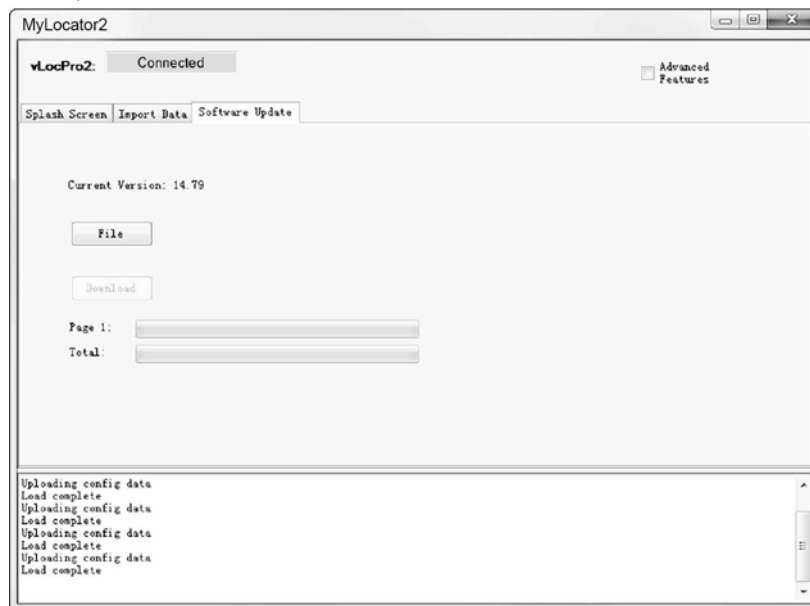 MyLocator2
vLocPro2: Connected
Advanced
Features
Splash Screen Import Data Software Update
Current Version: 14.79
File
Download
Page 1:
Total:
Uploading config data
Load complete
Uploading config data
Load complete
Uploading config data
Load complete
Uploading config data
Load complete